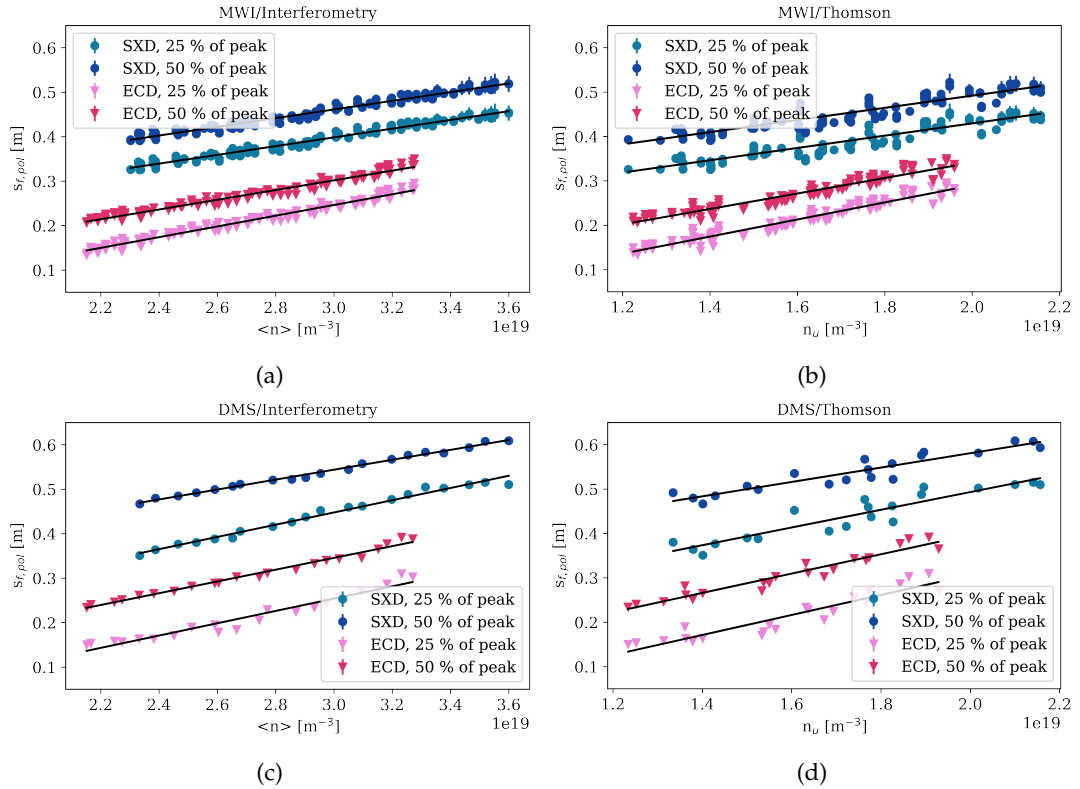 MWI/Interferometry
SXD, 25 % of peak
SXD, 50 % of peak
ECD, 25 % of peak
ECD, 50 % of peak
0.6
0.5
0.4
0.3
0.2
0.1
s_{f,pol} [m]
2.2 2.4 2.6 2.8 3.0 3.2 3.4 3.6
<n> [m⁻³]
1e19
(a)
MWI/Thomson
SXD, 25 % of peak
SXD, 50 % of peak
ECD, 25 % of peak
ECD, 50 % of peak
0.6
0.5
0.4
0.3
0.2
0.1
s_{f,pol} [m]
1.2 1.4 1.6 1.8 2.0 2.2
n_u [m⁻³]
1e19
(b)
DMS/Interferometry
0.6
0.5
0.4
0.3
0.2
0.1
s_{f,pol} [m]
SXD, 25 % of peak
SXD, 50 % of peak
ECD, 25 % of peak
ECD, 50 % of peak
2.2 2.4 2.6 2.8 3.0 3.2 3.4 3.6
<n> [m⁻³]
1e19
(c)
DMS/Thomson
0.6
0.5
0.4
0.3
0.2
0.1
s_{f,pol} [m]
SXD, 25 % of peak
SXD, 50 % of peak
ECD, 25 % of peak
ECD, 50 % of peak
1.2 1.4 1.6 1.8 2.0 2.2
n_u [m⁻³]
1e19
(d)